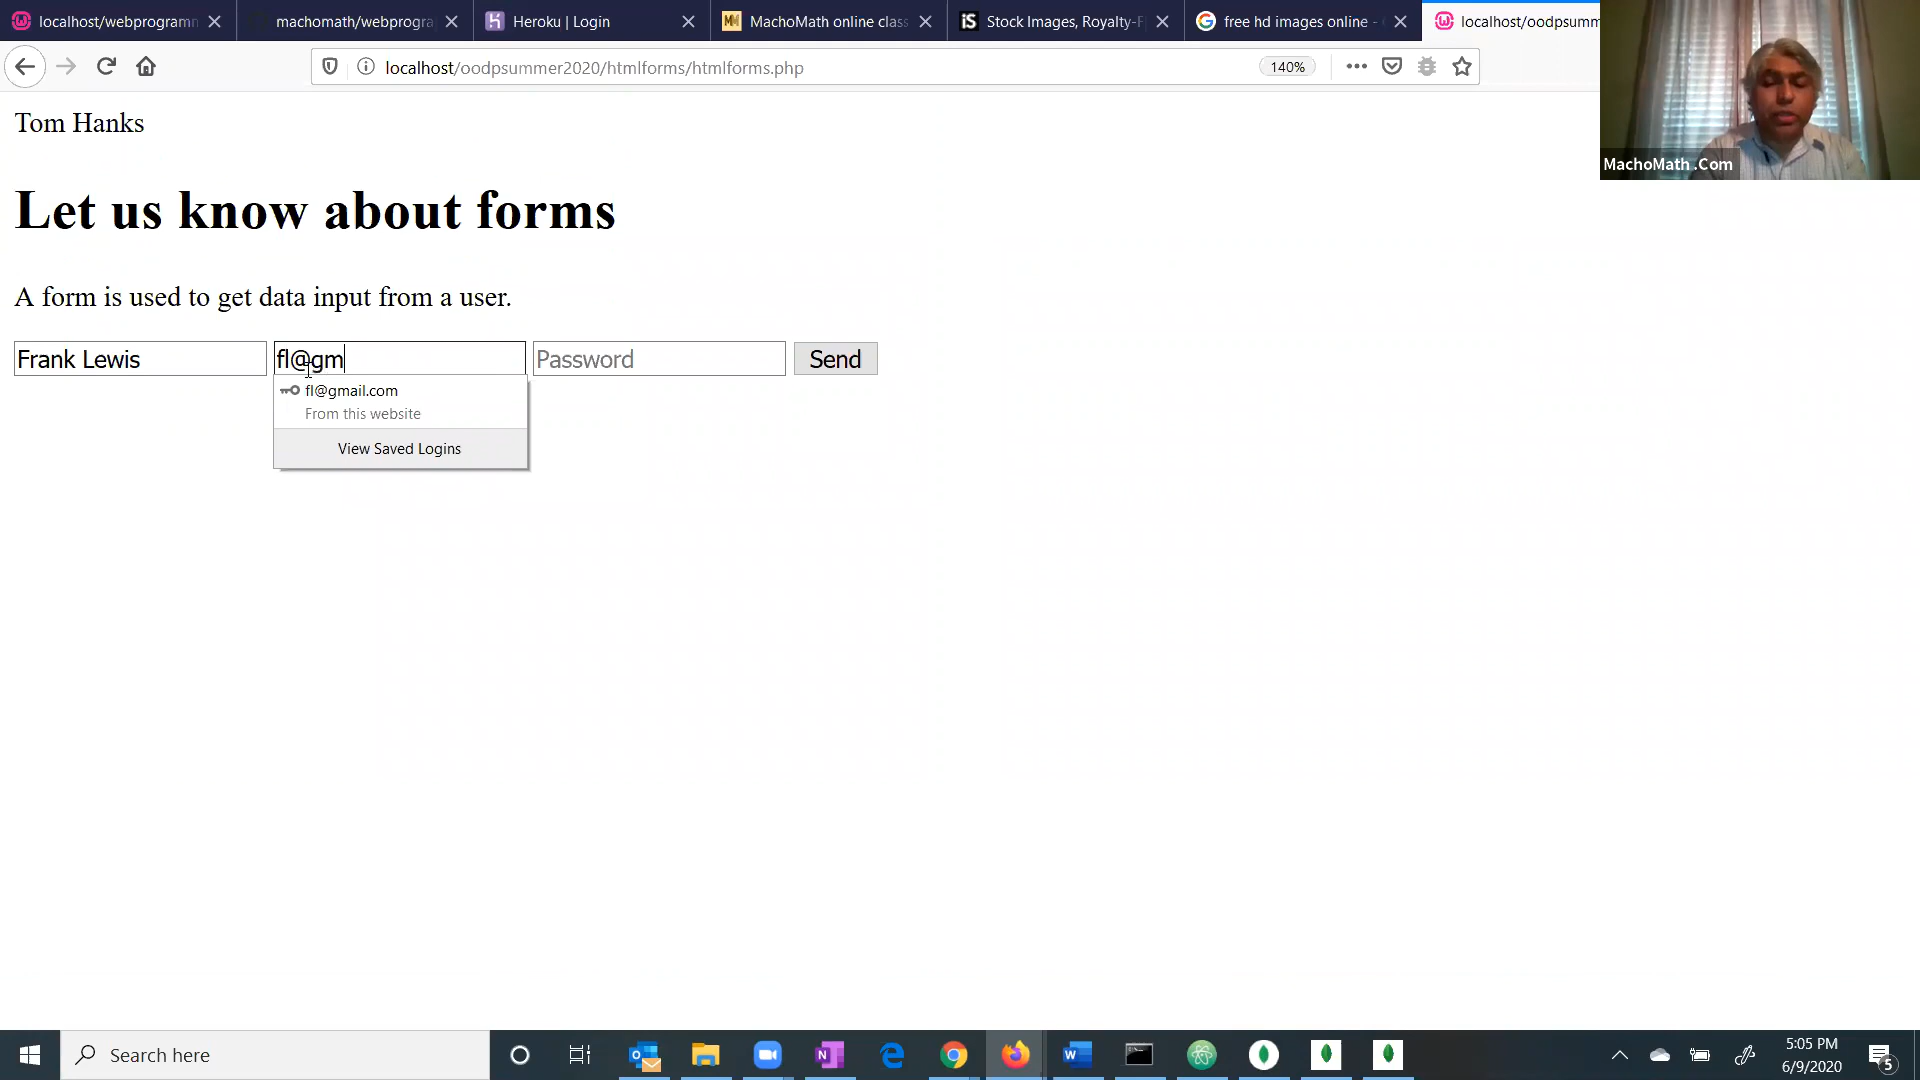 localhost/webprogramn
machomath/webprogra
Heroku | Login
MachoMath online class
iS Stock Images, Royalty-F
free hd images online -
localhost/oodpsumm
localhost/oodpsummer2020/htmlforms/htmlforms.php
140%
MachoMath .Com
Tom Hanks
Let us know about forms
A form is used to get data input from a user.
Frank Lewis
fl@gm
Password
Send
fl@gmail.com
From this website
View Saved Logins
Search here
5:05 PM
6/9/2020
5